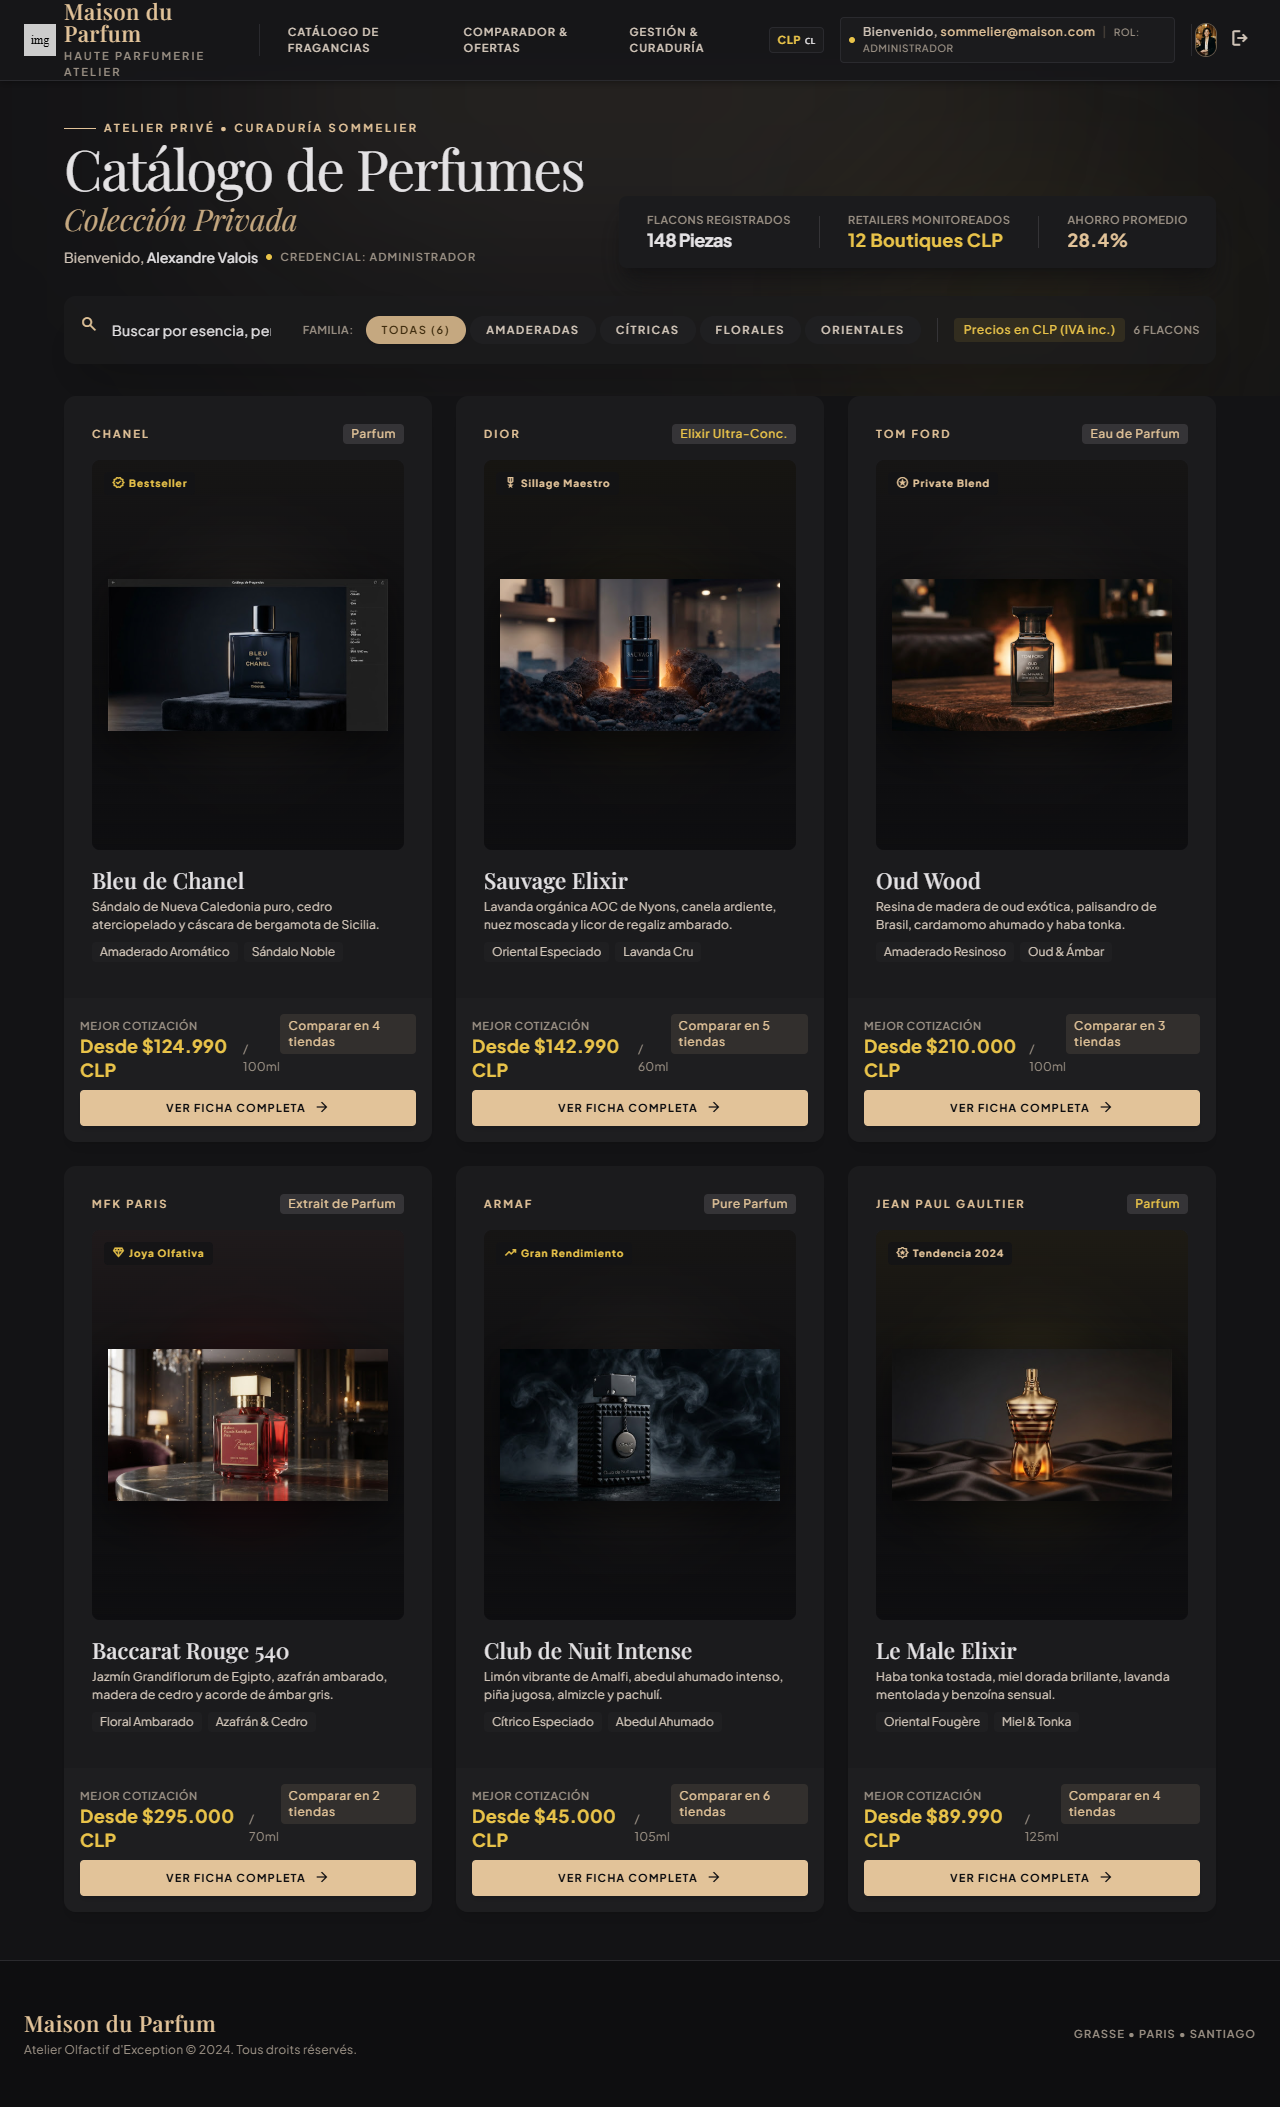 img
Maison du
Parfum
HAUTE PARFUMERIE
ATELIER
CATÁLOGO DE
FRAGANCIAS
COMPARADOR &
OFERTAS
GESTIÓN &
CURADURÍA
CLP CL
Bienvenido, sommelier@maison.com | ROL:
ADMINISTRADOR
ATELIER PRIVÉ • CURADURÍA SOMMELIER
Catálogo de Perfumes
Colección Privada
Bienvenido, Alexandre Valois • CREDENCIAL: ADMINISTRADOR
FLACONS REGISTRADOS
148 Piezas
RETAILERS MONITOREADOS
12 Boutiques CLP
AHORRO PROMEDIO
28.4%
Buscar por esencia, per
FAMILIA:
TODAS (6)
AMADERADAS
CÍTRICAS
FLORALES
ORIENTALES
Precios en CLP (IVA inc.)
6 FLACONS
CHANEL
Parfum
Bestseller
BLEU
DE
CHANEL
Bleu de Chanel
Sándalo de Nueva Caledonia puro, cedro
aterciopelado y cáscara de bergamota de Sicilia.
Amaderado Aromático
Sándalo Noble
MEJOR COTIZACIÓN
Desde $124.990
CLP
/
100ml
Comparar en 4
tiendas
VER FICHA COMPLETA →
DIOR
Elixir Ultra-Conc.
Sillage Maestro
SAUVAGE
Sauvage Elixir
Lavanda orgánica AOC de Nyons, canela ardiente,
nuez moscada y licor de regaliz ambarado.
Oriental Especiado
Lavanda Cru
MEJOR COTIZACIÓN
Desde $142.990
CLP
/
60ml
Comparar en 5
tiendas
VER FICHA COMPLETA →
TOM FORD
Eau de Parfum
Private Blend
TOM FORD
OUD
WOOD
Oud Wood
Resina de madera de oud exótica, palisandro de
Brasil, cardamomo ahumado y haba tonka.
Amaderado Resinoso
Oud & Ámbar
MEJOR COTIZACIÓN
Desde $210.000
CLP
/
100ml
Comparar en 3
tiendas
VER FICHA COMPLETA →
MFK PARIS
Extrait de Parfum
Joya Olfativa
Baccarat Rouge 540
Jazmín Grandiflorum de Egipto, azafrán ambarado,
madera de cedro y acorde de ámbar gris.
Floral Ambarado
Azafrán & Cedro
MEJOR COTIZACIÓN
Desde $295.000
CLP
/
70ml
Comparar en 2
tiendas
VER FICHA COMPLETA →
ARMAF
Pure Parfum
Gran Rendimiento
Club de Nuit Intense
Limón vibrante de Amalfi, abedul ahumado intenso,
piña jugosa, almizcle y pachulí.
Cítrico Especiado
Abedul Ahumado
MEJOR COTIZACIÓN
Desde $45.000
CLP
/
105ml
Comparar en 6
tiendas
VER FICHA COMPLETA →
JEAN PAUL GAULTIER
Parfum
Tendencia 2024
Le Male Elixir
Haba tonka tostada, miel dorada brillante, lavanda
mentolada y benzoína sensual.
Oriental Fougère
Miel & Tonka
MEJOR COTIZACIÓN
Desde $89.990
CLP
/
125ml
Comparar en 4
tiendas
VER FICHA COMPLETA →
Maison du Parfum
Atelier Olfactif d'Exception © 2024. Tous droits réservés.
GRASSE • PARIS • SANTIAGO